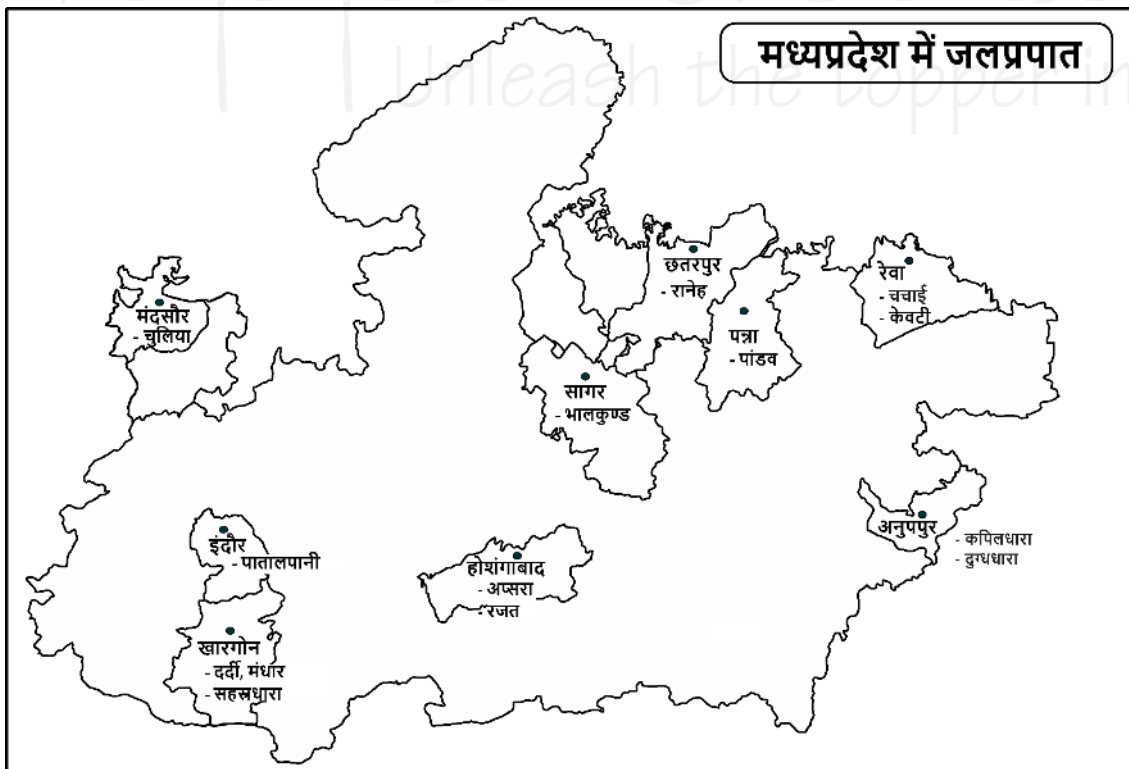 Unleash the topper in
मध्यप्रदेश में जलप्रपात
छतरपुर
- रानेह
रेवा
- चचाई
- केवटी
मंदसौर
- चुलिया
पन्ना
- पांडव
सागर
- भालकुण्ड
अनुपपुर
- कपिलधारा
- दुग्धधारा
इंदौर
- पातालपानी
होशंगाबाद
- अप्सरा
- रजत
खारगोन
- दर्दी, मंधार
- सहस्त्रधारा